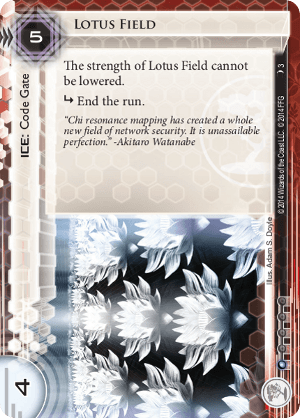 5
Lotus Field
ICE: Code Gate
The strength of Lotus Field cannot
be lowered.
End the run.
“Chi resonance mapping has created a whole
new field of network security. It is unassailable
perfection.” -Akitaro Watanabe
3
© 2014 Wizards of the Coast LLC. © 2014 FFG
Illus. Adam S. Doyle
4